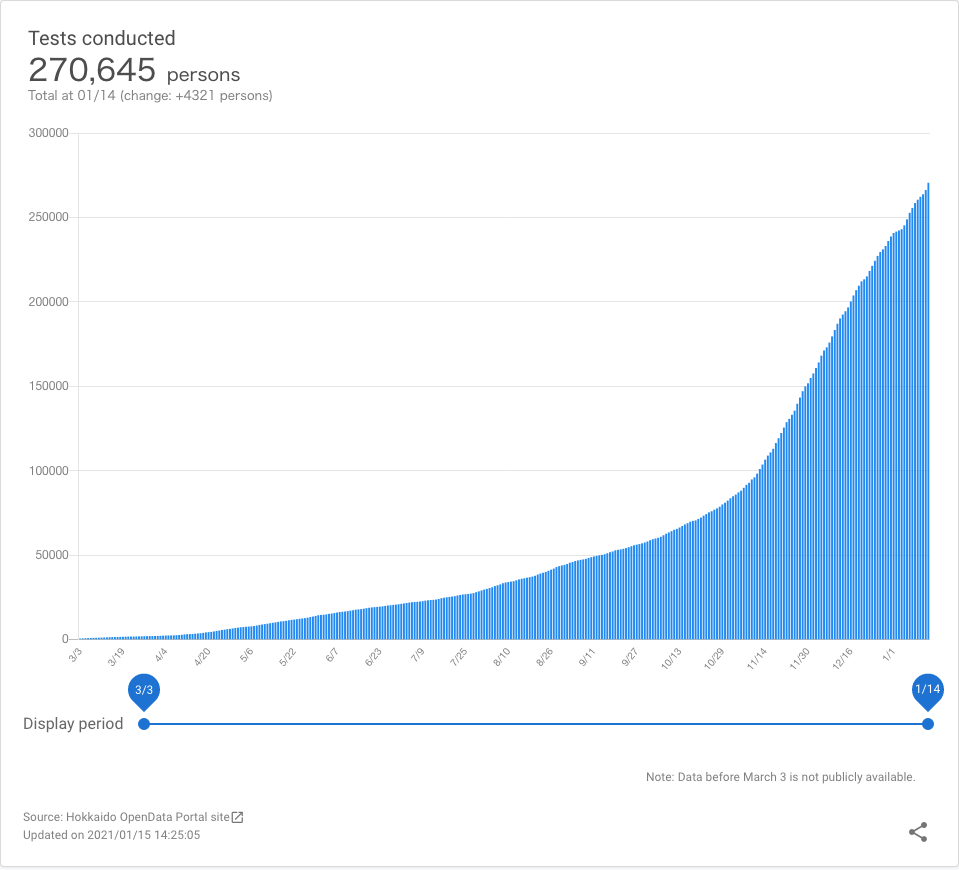 Tests conducted
270,645 persons
Total at 01/14 (change: +4321 persons)
300000
250000
200000
150000
100000
50000
0
3/3 3/19 4/4 4/20 5/6 5/22 6/7 6/23 7/9 7/25 8/10 8/26 9/11 9/27 10/13 10/29 11/14 11/30 12/16 1/1
3/3 1/14
Display period
Note: Data before March 3 is not publicly available.
Source: Hokkaido OpenData Portal site
Updated on 2021/01/15 14:25:05